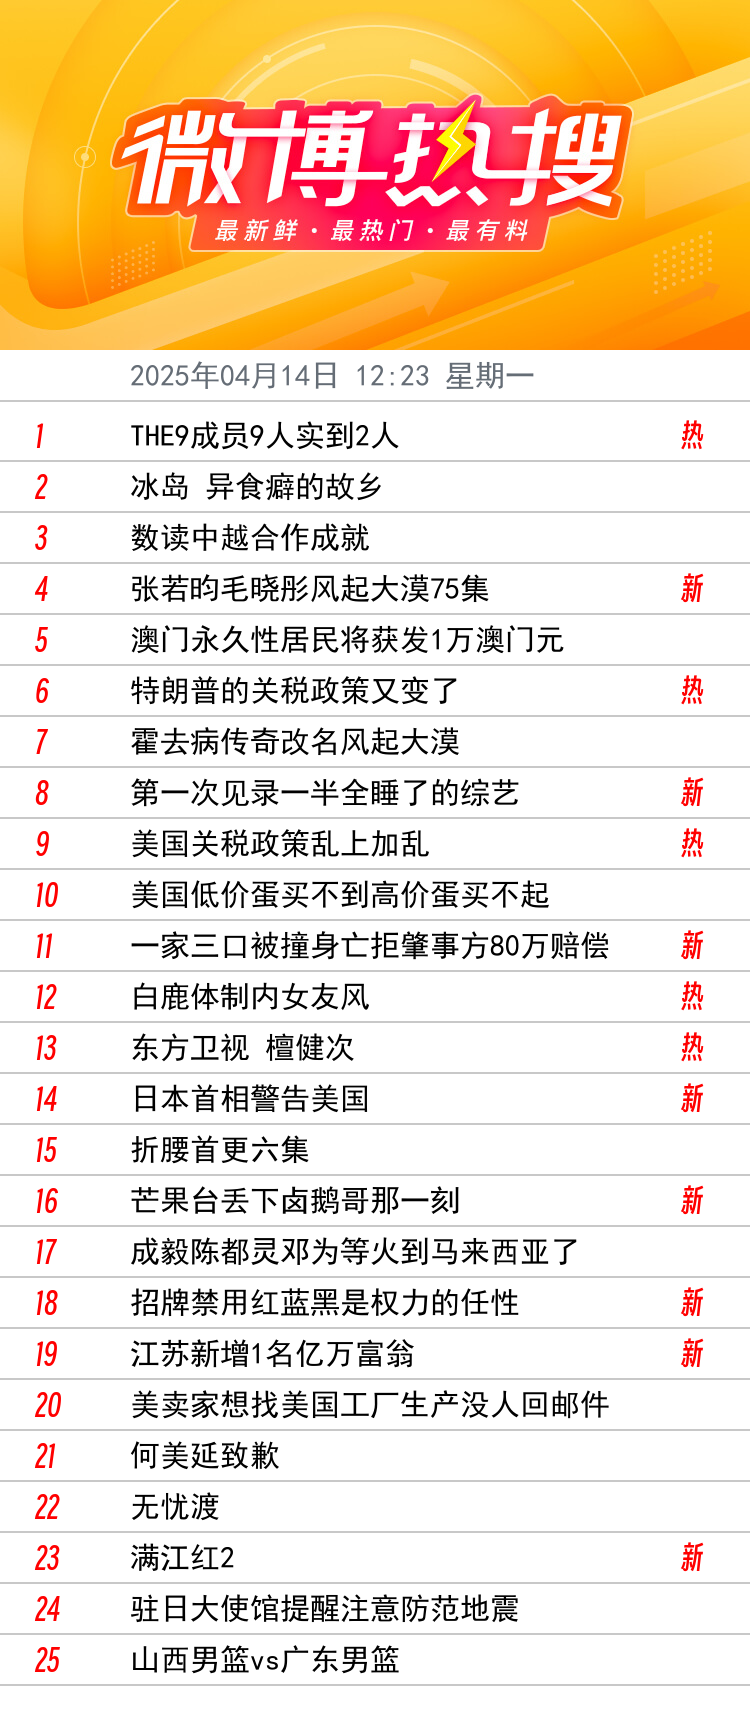 微博热搜
最新鲜·最热门·最有料
2025年04月14日 12:23 星期一
1 THE9成员9人实到2人 热
2 冰岛 异食癖的故乡
3 数读中越合作成就
4 张若昀毛晓彤风起大漠75集 新
5 澳门永久性居民将获发1万澳门元
6 特朗普的关税政策又变了 热
7 霍去病传奇改名风起大漠
8 第一次见录一半全睡了的综艺 新
9 美国关税政策乱上加乱 热
10 美国低价蛋买不到高价蛋买不起
11 一家三口被撞身亡拒肇事方80万赔偿 新
12 白鹿体制内女友风 热
13 东方卫视 檀健次 热
14 日本首相警告美国 新
15 折腰首更六集
16 芒果台丢下卤鹅哥那一刻 新
17 成毅陈都灵邓为等火到马来西亚了
18 招牌禁用红蓝黑是权力的任性 新
19 江苏新增1名亿万富翁 新
20 美卖家想找美国工厂生产没人回邮件
21 何美延致歉
22 无忧渡
23 满江红2 新
24 驻日大使馆提醒注意防范地震
25 山西男篮vs广东男篮